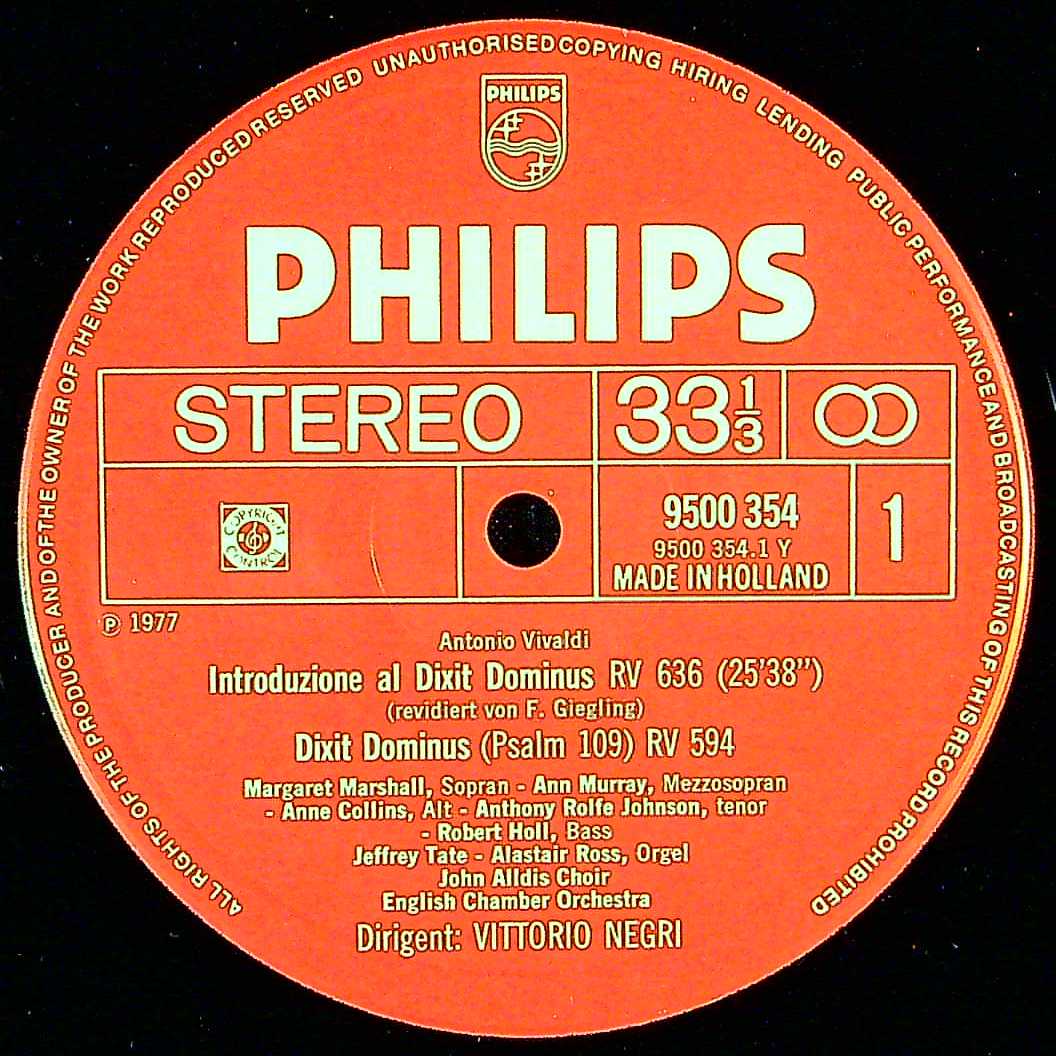 ALL RIGHTS OF THE PRODUCER AND OF THE OWNER OF THE WORK REPRODUCED RESERVED UNAUTHORISED COPYING HIRING LENDING PUBLIC PERFORMANCE AND BROADCASTING OF THIS RECORD PROHIBITED
PHILIPS
PHILIPS
STEREO 33 1/3
COPYRIGHT CONTROL
9500 354 1
9500 354.1 Y
MADE IN HOLLAND
℗ 1977
Antonio Vivaldi
Introduzione al Dixit Dominus RV 636 (25'38")
(revidiert von F. Giegling)
Dixit Dominus (Psalm 109) RV 594
Margaret Marshall, Sopran - Ann Murray, Mezzosopran
- Anne Collins, Alt - Anthony Rolfe Johnson, tenor
- Robert Holl, Bass
Jeffrey Tate - Alastair Ross, Orgel
John Alldis Choir
English Chamber Orchestra
Dirigent: VITTORIO NEGRI